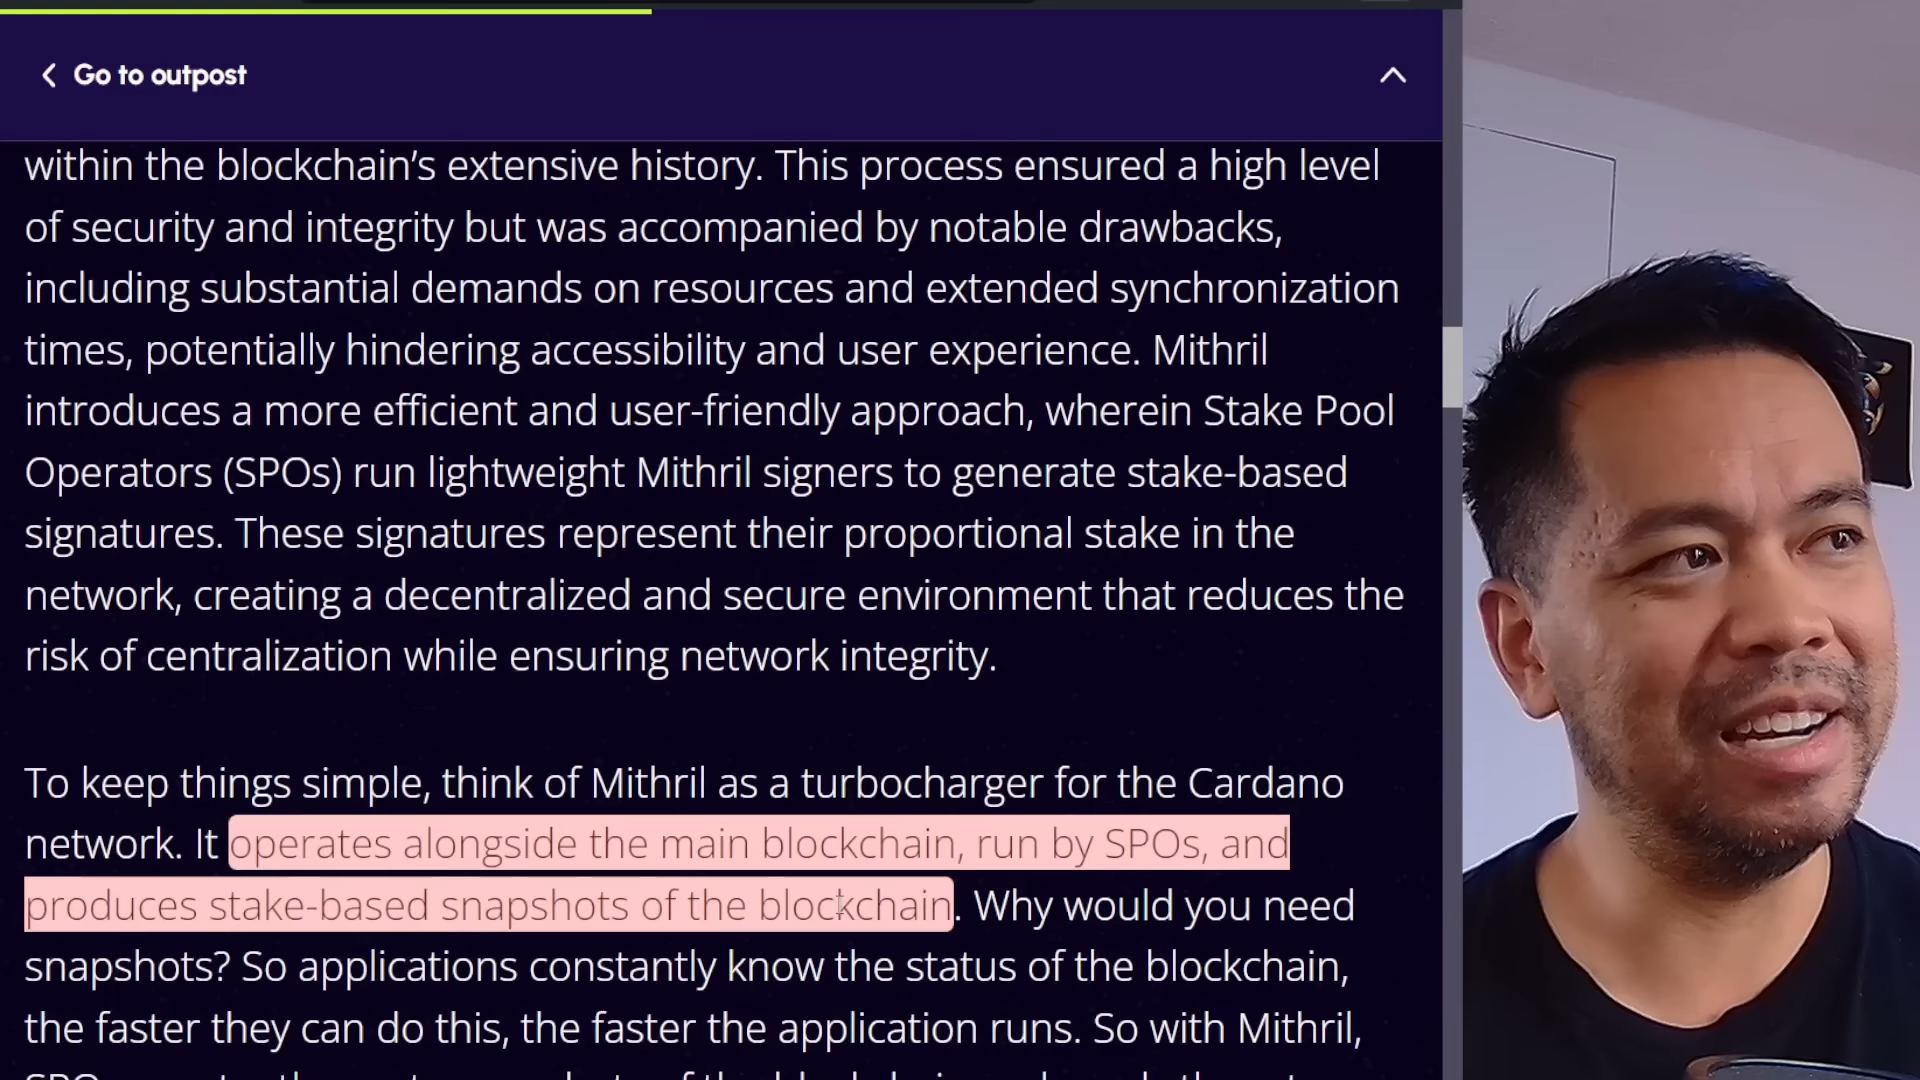 Go to outpost
within the blockchain’s extensive history. This process ensured a high level
of security and integrity but was accompanied by notable drawbacks,
including substantial demands on resources and extended synchronization
times, potentially hindering accessibility and user experience. Mithril
introduces a more efficient and user-friendly approach, wherein Stake Pool
Operators (SPOs) run lightweight Mithril signers to generate stake-based
signatures. These signatures represent their proportional stake in the
network, creating a decentralized and secure environment that reduces the
risk of centralization while ensuring network integrity.
To keep things simple, think of Mithril as a turbocharger for the Cardano
network. It operates alongside the main blockchain, run by SPOs, and
produces stake-based snapshots of the blockchain. Why would you need
snapshots? So applications constantly know the status of the blockchain,
the faster they can do this, the faster the application runs. So with Mithril,